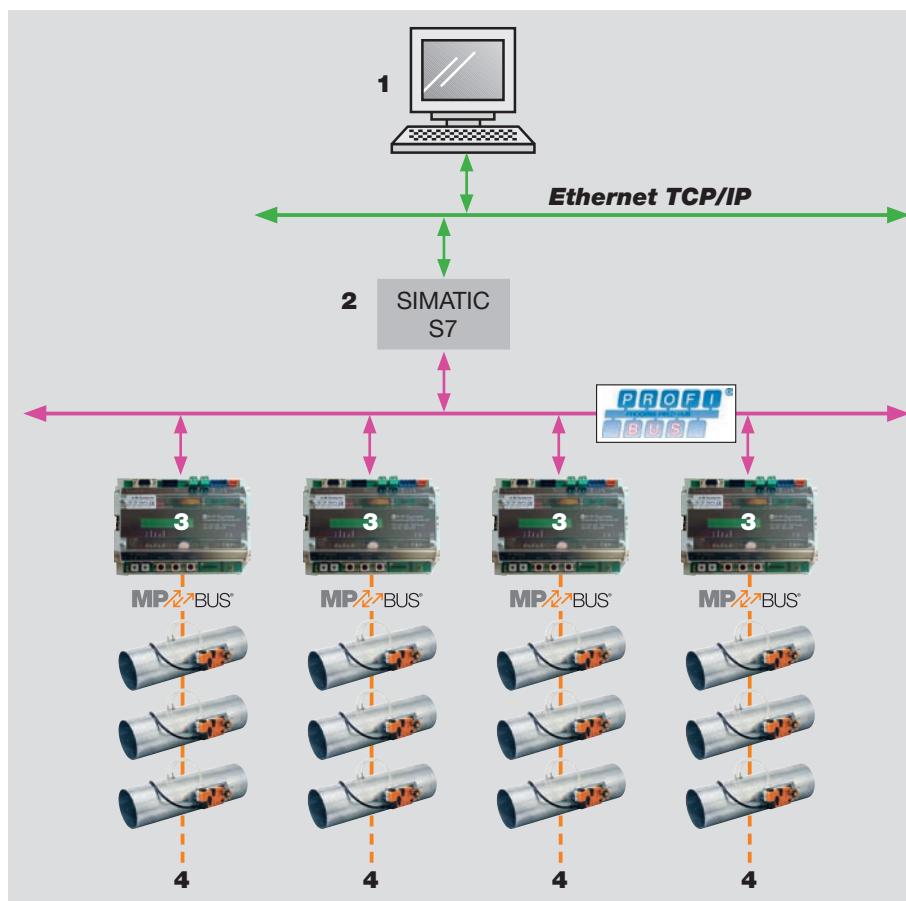 1
Ethernet TCP/IP
2
SIMATIC
S7
PROFI
BUS
3 3 3 3
MP BUS® MP BUS® MP BUS® MP BUS®
4 4 4 4